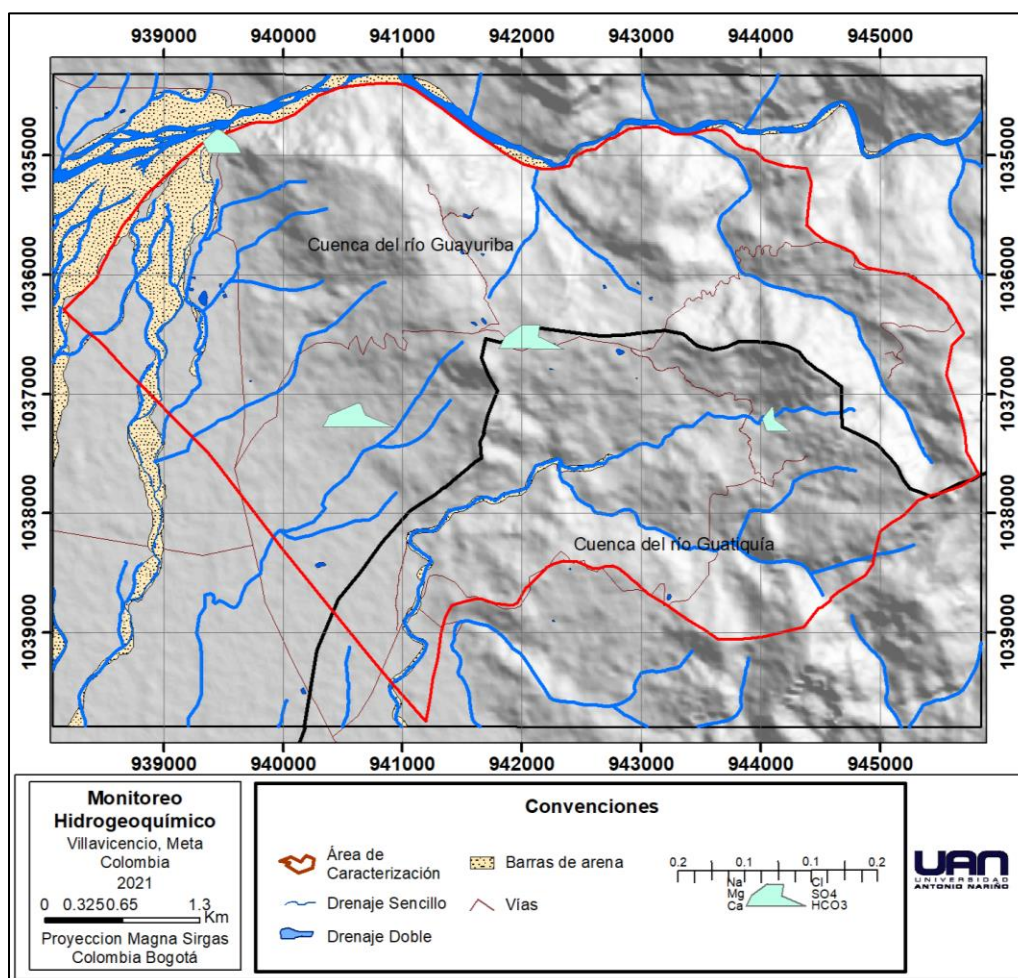 939000 940000 941000 942000 943000 944000 945000
1035000 1035000
Cuenca del río Guayuriba
1036000 1036000
1037000 1037000
1038000 1038000
Cuenca del río Guatiquía
1039000 1039000
939000 940000 941000 942000 943000 944000 945000
Monitoreo
Hidrogeoquímico
Villavicencio, Meta
Colombia
2021
0 0.3250.65 1.3
Km
Proyeccion Magna Sirgas
Colombia Bogotá
Convenciones
Área de
Caracterización
Drenaje Sencillo
Drenaje Doble
Barras de arena
Vías
0.2 0.1 0.1 0.2
Na Cl
Mg SO4
Ca HCO3
UAN
UNIVERSIDAD
ANTONIO NARIÑO